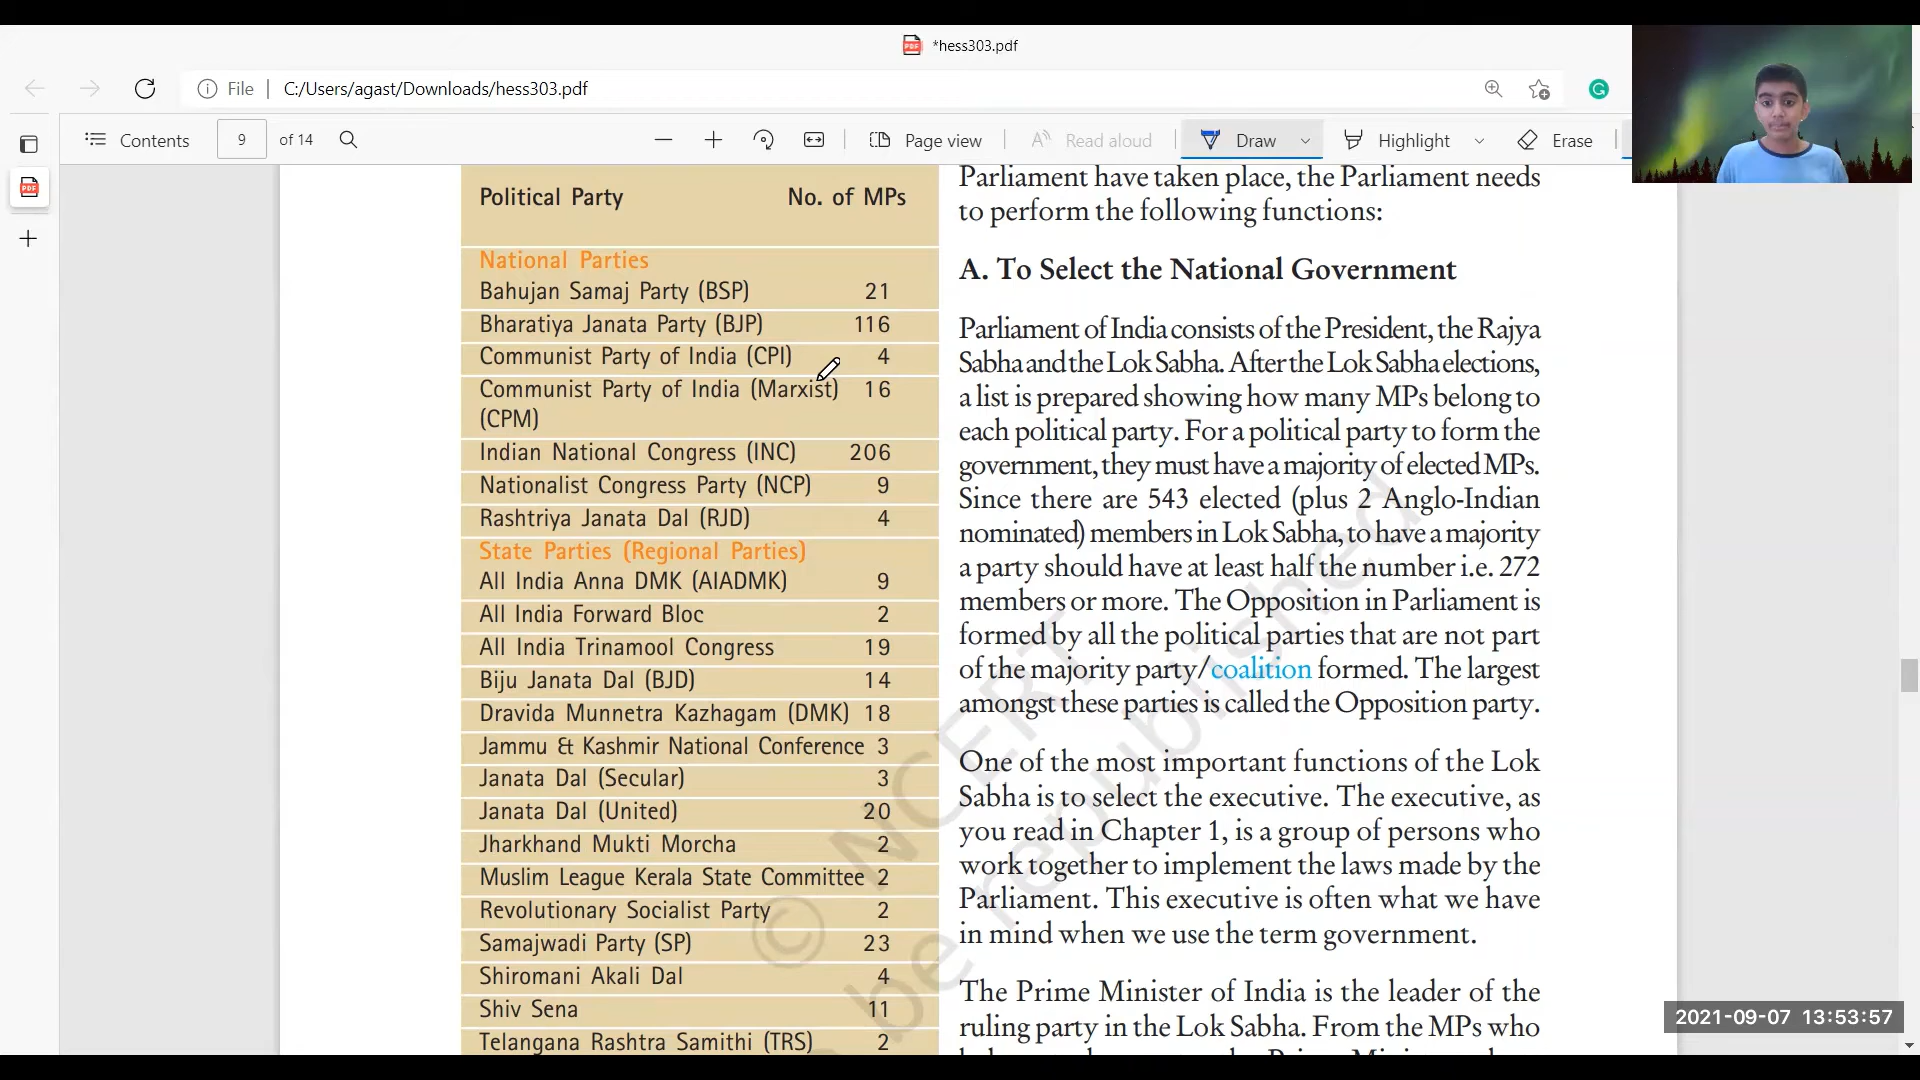 *hess303.pdf
File
C:/Users/agast/Downloads/hess303.pdf
Contents
9
of 14
Page view
Read aloud
Draw
Highlight
Erase
Political Party No. of MPs
National Parties
Bahujan Samaj Party (BSP) 21
Bharatiya Janata Party (BJP) 116
Communist Party of India (CPI) 4
Communist Party of India (Marxist) 16
(CPM)
Indian National Congress (INC) 206
Nationalist Congress Party (NCP) 9
Rashtriya Janata Dal (RJD) 4
State Parties (Regional Parties)
All India Anna DMK (AIADMK) 9
All India Forward Bloc 2
All India Trinamool Congress 19
Biju Janata Dal (BJD) 14
Dravida Munnetra Kazhagam (DMK) 18
Jammu & Kashmir National Conference 3
Janata Dal (Secular) 3
Janata Dal (United) 20
Jharkhand Mukti Morcha 2
Muslim League Kerala State Committee 2
Revolutionary Socialist Party 2
Samajwadi Party (SP) 23
Shiromani Akali Dal 4
Shiv Sena 11
Telangana Rashtra Samithi (TRS) 2
Parliament have taken place, the Parliament needs
to perform the following functions:
A. To Select the National Government
Parliament of India consists of the President, the Rajya
Sabha and the Lok Sabha. After the Lok Sabha elections,
a list is prepared showing how many MPs belong to
each political party. For a political party to form the
government, they must have a majority of elected MPs.
Since there are 543 elected (plus 2 Anglo-Indian
nominated) members in Lok Sabha, to have a majority
a party should have at least half the number i.e. 272
members or more. The Opposition in Parliament is
formed by all the political parties that are not part
of the majority party/coalition formed. The largest
amongst these parties is called the Opposition party.
One of the most important functions of the Lok
Sabha is to select the executive. The executive, as
you read in Chapter 1, is a group of persons who
work together to implement the laws made by the
Parliament. This executive is often what we have
in mind when we use the term government.
The Prime Minister of India is the leader of the
ruling party in the Lok Sabha. From the MPs who
© NCERT
be republished
2021-09-07 13:53:57